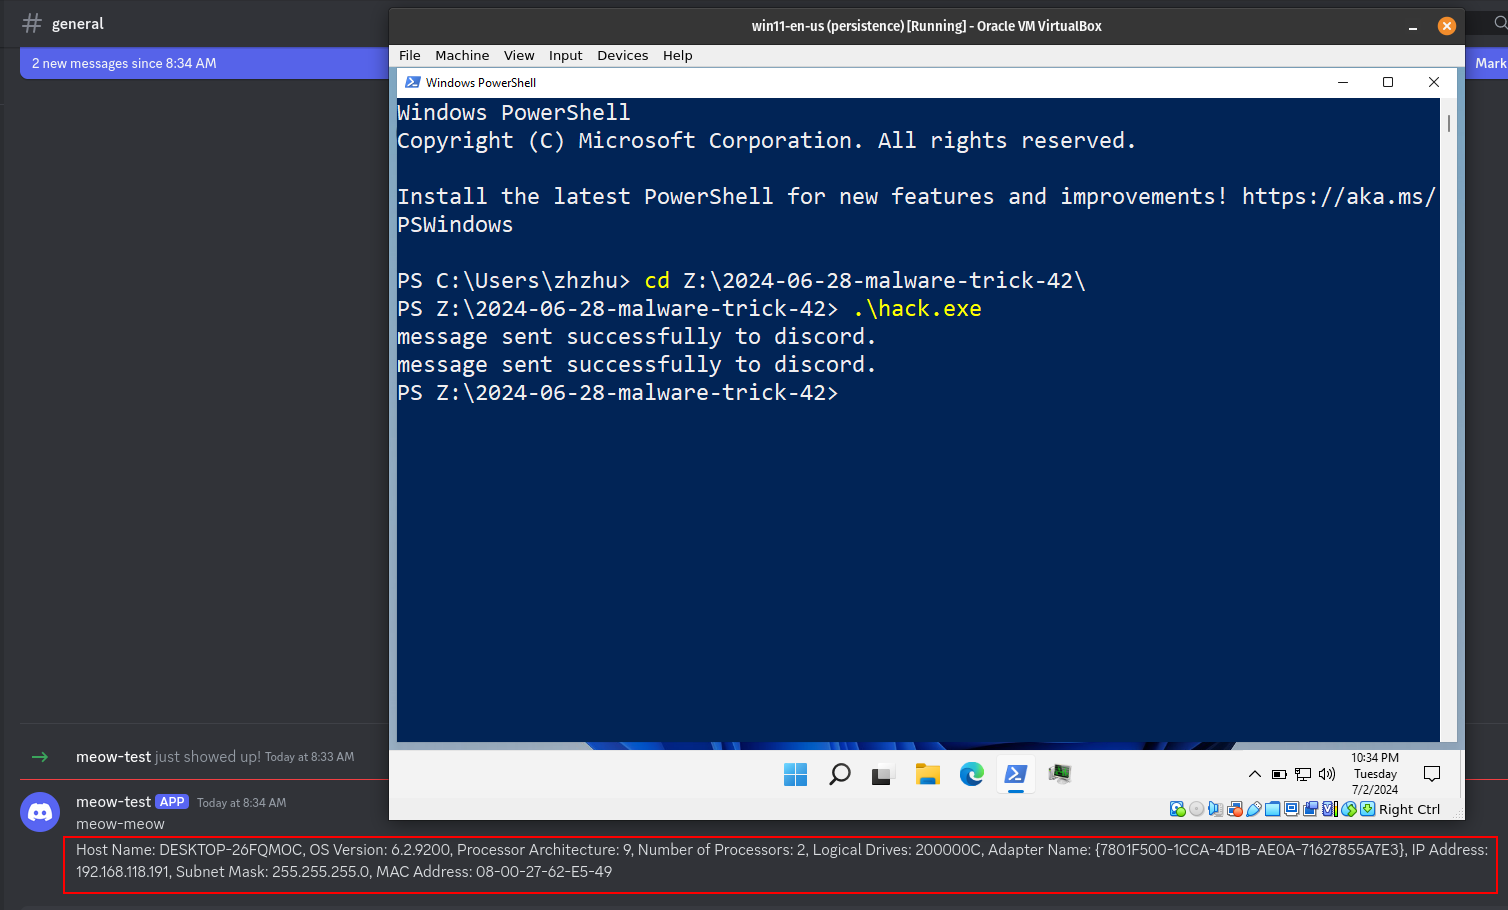 # general
win11-en-us (persistence) [Running] - Oracle VM VirtualBox
2 new messages since 8:34 AM
Mark
File Machine View Input Devices Help
Windows PowerShell
Windows PowerShell
Copyright (C) Microsoft Corporation. All rights reserved.
Install the latest PowerShell for new features and improvements! https://aka.ms/
PSWindows
PS C:\Users\zhzhu> cd Z:\2024-06-28-malware-trick-42\
PS Z:\2024-06-28-malware-trick-42> .\hack.exe
message sent successfully to discord.
message sent successfully to discord.
PS Z:\2024-06-28-malware-trick-42>
10:34 PM
Tuesday
7/2/2024
Right Ctrl
meow-test just showed up! Today at 8:33 AM
meow-test APP Today at 8:34 AM
meow-meow
Host Name: DESKTOP-26FQMOC, OS Version: 6.2.9200, Processor Architecture: 9, Number of Processors: 2, Logical Drives: 200000C, Adapter Name: {7801F500-1CCA-4D1B-AE0A-71627855A7E3}, IP Address:
192.168.118.191, Subnet Mask: 255.255.255.0, MAC Address: 08-00-27-62-E5-49